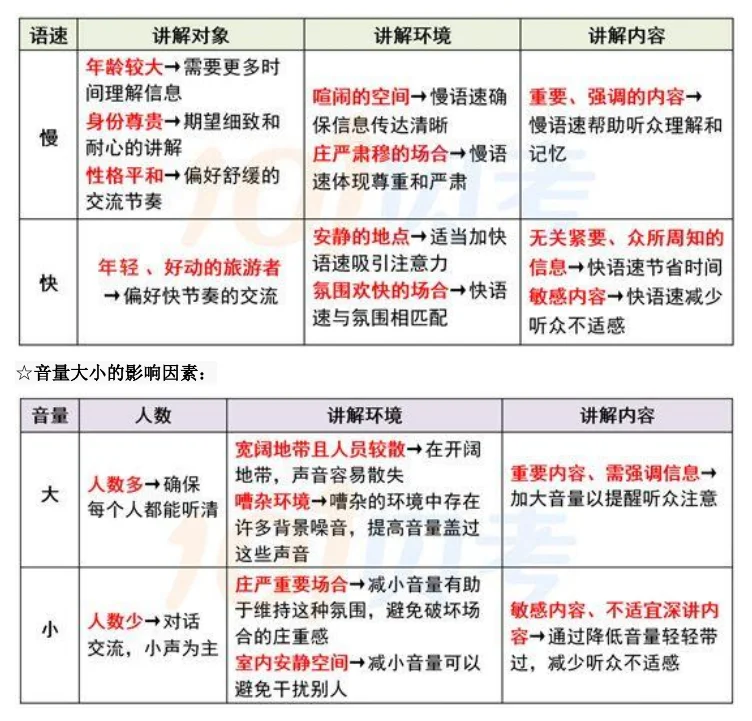 语速 讲解对象 讲解环境 讲解内容
慢
年龄较大→需要更多时
间理解信息
身份尊贵→期望细致和
耐心的讲解
性格平和→偏好舒缓的
交流节奏
喧闹的空间→慢语速确
保信息传达清晰
庄严肃穆的场合→慢语
速体现尊重和严肃
重要、强调的内容→
慢语速帮助听众理解和
记忆
快
年轻 、好动的旅游者
→偏好快节奏的交流
安静的地点→适当加快
语速吸引注意力
氛围欢快的场合→快语
速与氛围相匹配
无关紧要、众所周知的
信息→快语速节省时间
敏感内容→快语速减少
听众不适感
☆音量大小的影响因素：
音量 人数 讲解环境 讲解内容
大
人数多→确保
每个人都能听清
宽阔地带且人员较散→在开阔
地带，声音容易散失
嘈杂环境→嘈杂的环境中存在
许多背景噪音，提高音量盖过
这些声音
重要内容、需强调信息→
加大音量以提醒听众注意
小
人数少→对话
交流，小声为主
庄严重要场合→减小音量有助
于维持这种氛围，避免破坏场
合的庄重感
室内安静空间→减小音量可以
避免干扰别人
敏感内容、不适宜深讲内
容→通过降低音量轻轻带
过，减少听众不适感